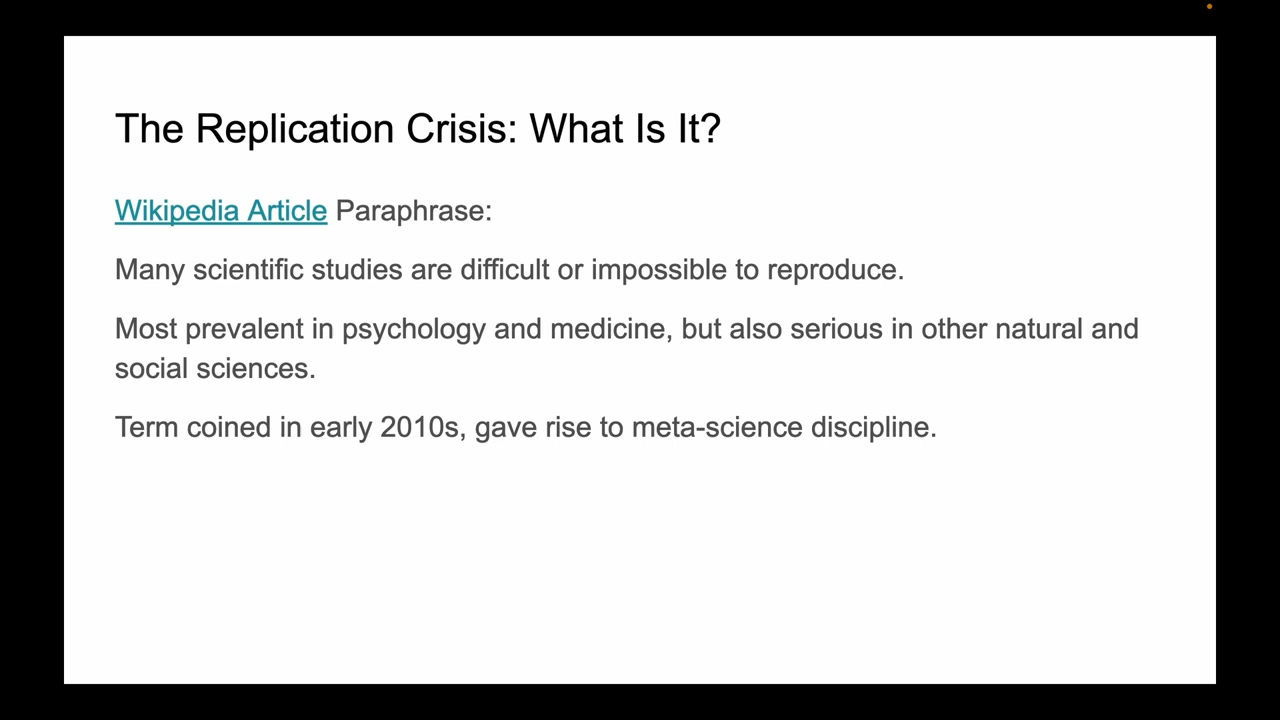 The Replication Crisis: What Is It?
Wikipedia Article Paraphrase:
Many scientific studies are difficult or impossible to reproduce.
Most prevalent in psychology and medicine, but also serious in other natural and
social sciences.
Term coined in early 2010s, gave rise to meta-science discipline.